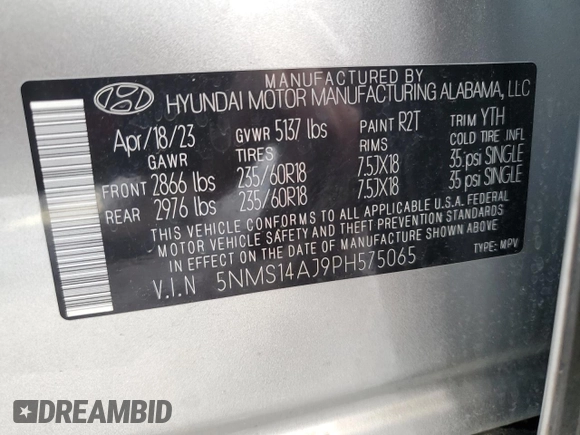 MANUFACTURED BY
HYUNDAI MOTOR MANUFACTURING ALABAMA, LLC
Apr/18/23 GVWR 5137 lbs PAINT R2T TRIM YTH
GAWR TIRES RIMS COLD TIRE INFL
FRONT 2866 lbs 235/60R18 7.5JX18 35 psi SINGLE
REAR 2976 lbs 235/60R18 7.5JX18 35 psi SINGLE
THIS VEHICLE CONFORMS TO ALL APPLICABLE U.S.A. FEDERAL
MOTOR VEHICLE SAFETY AND THEFT PREVENTION STANDARDS
IN EFFECT ON THE DATE OF MANUFACTURE SHOWN ABOVE.
V.I.N 5NMS14AJ9PH575065 TYPE: MPV
DREAMBID